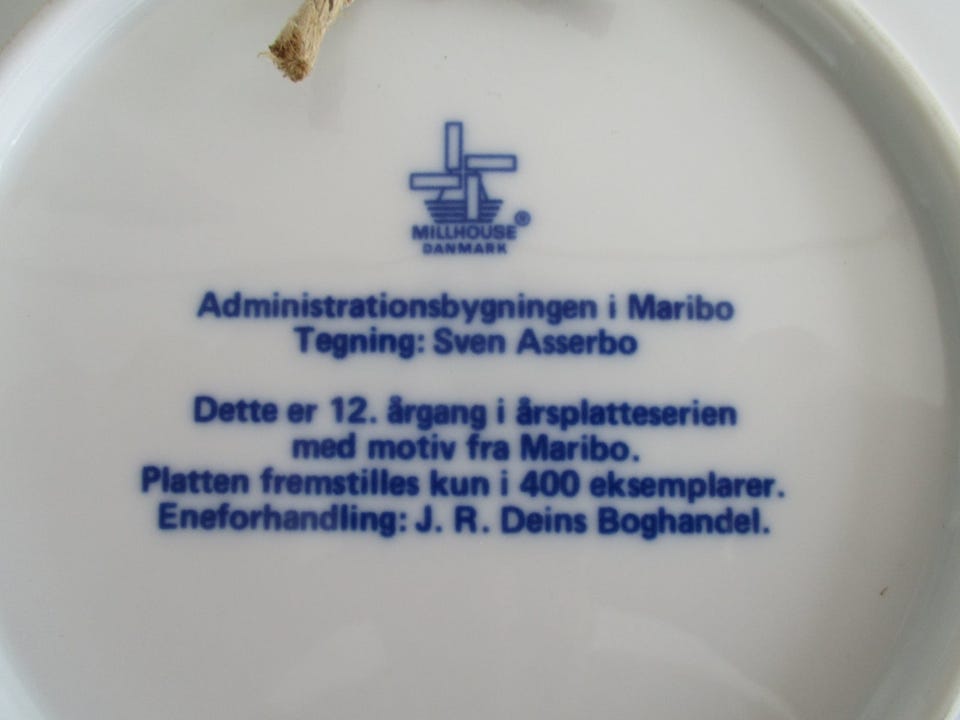 MILLHOUSE®
DANMARK
Administrationsbygningen i Maribo
Tegning: Sven Asserbo
Dette er 12. årgang i årsplatteserien
med motiv fra Maribo.
Platten fremstilles kun i 400 eksemplarer.
Eneforhandling: J. R. Deins Boghandel.